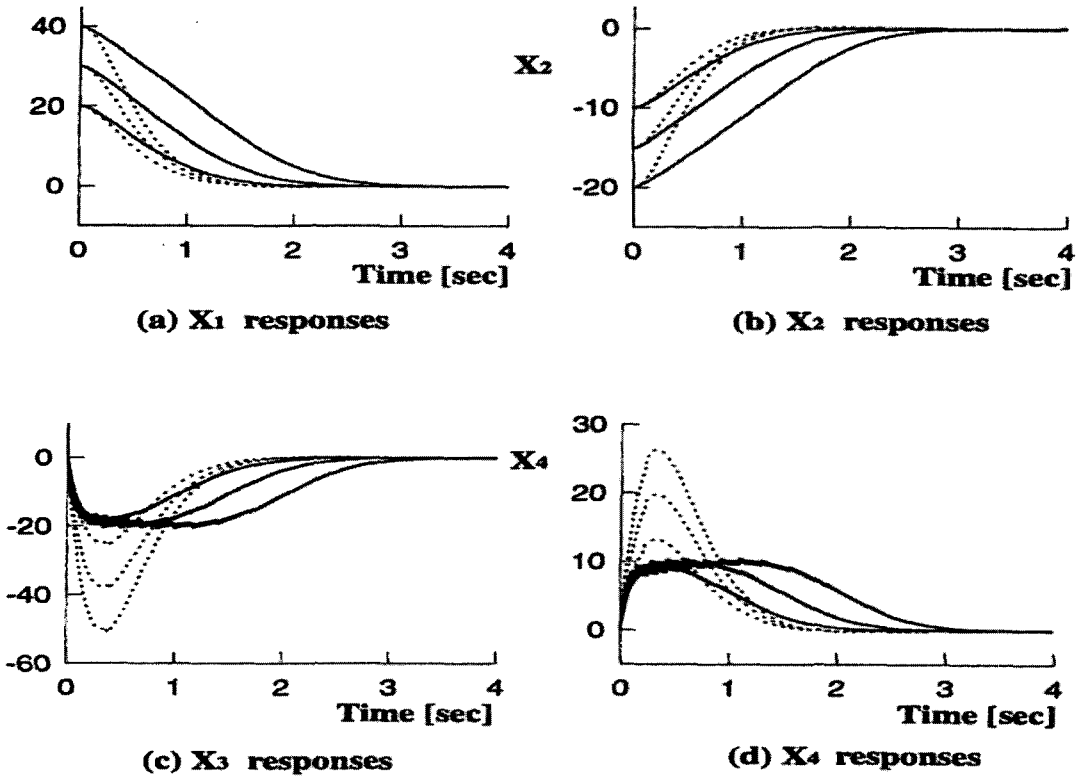 40
20
0
0 1 2 3 4
Time [sec]
(a) X1 responses
X2
0
-10
-20
0 1 2 3 4
Time [sec]
(b) X2 responses
0
-20
-40
-60
0 1 2 3 4
Time [sec]
(c) X3 responses
X4
30
20
10
0
0 1 2 3 4
Time [sec]
(d) X4 responses